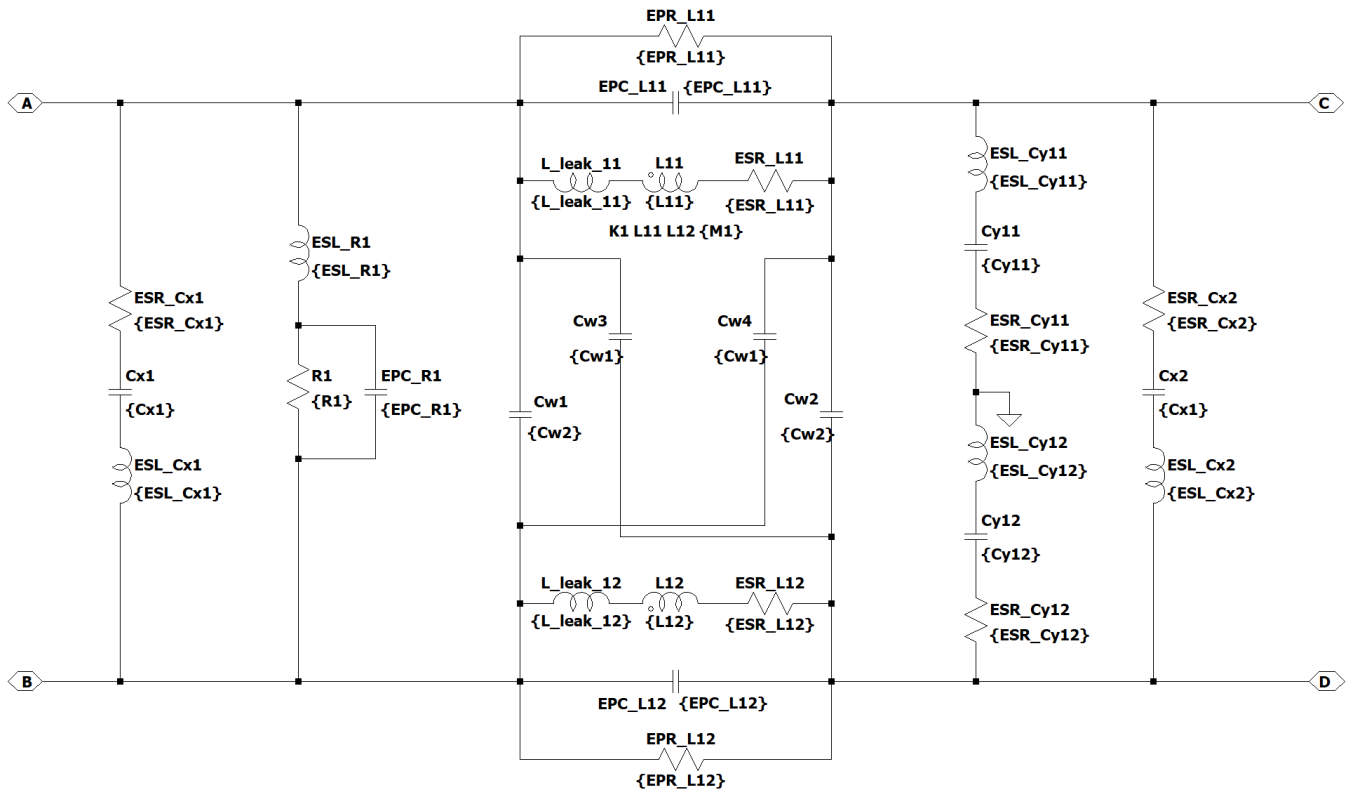 EPR_L11
{EPR_L11}
EPC_L11 {EPC_L11}
A
C
L_leak_11 L11 ESR_L11
{L_leak_11} {L11} {ESR_L11}
K1 L11 L12 {M1}
ESL_Cy11
{ESL_Cy11}
Cy11
{Cy11}
ESR_Cy11
{ESR_Cy11}
ESL_R1
{ESL_R1}
ESR_Cx1
{ESR_Cx1}
Cx1
{Cx1}
ESL_Cx1
{ESL_Cx1}
R1
{R1}
EPC_R1
{EPC_R1}
Cw3
{Cw1}
Cw4
{Cw1}
Cw1
{Cw2}
Cw2
{Cw2}
ESR_Cx2
{ESR_Cx2}
Cx2
{Cx1}
ESL_Cx2
{ESL_Cx2}
ESL_Cy12
{ESL_Cy12}
Cy12
{Cy12}
ESR_Cy12
{ESR_Cy12}
L_leak_12 L12 ESR_L12
{L_leak_12} {L12} {ESR_L12}
B
D
EPC_L12 {EPC_L12}
EPR_L12
{EPR_L12}